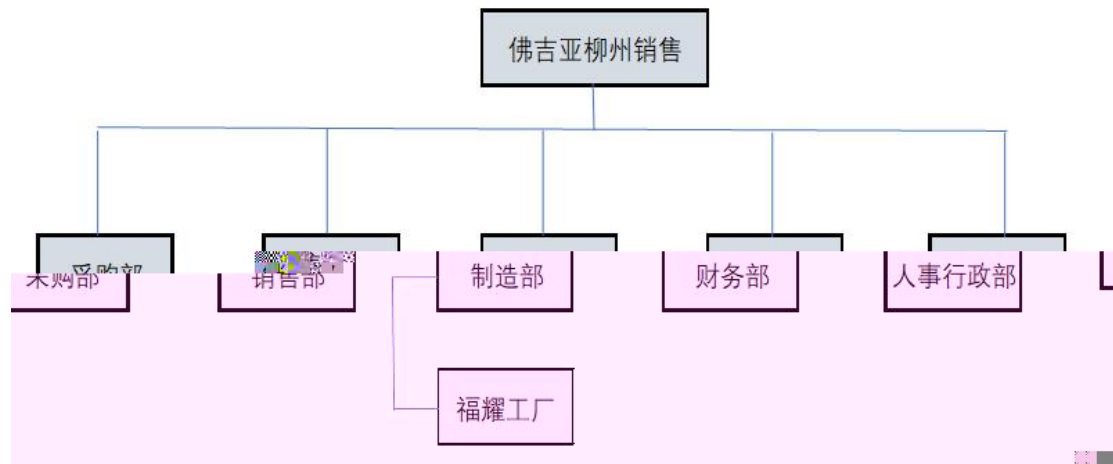 佛吉亚柳州销售
采购部
销售部
制造部
财务部
人事行政部
福耀工厂